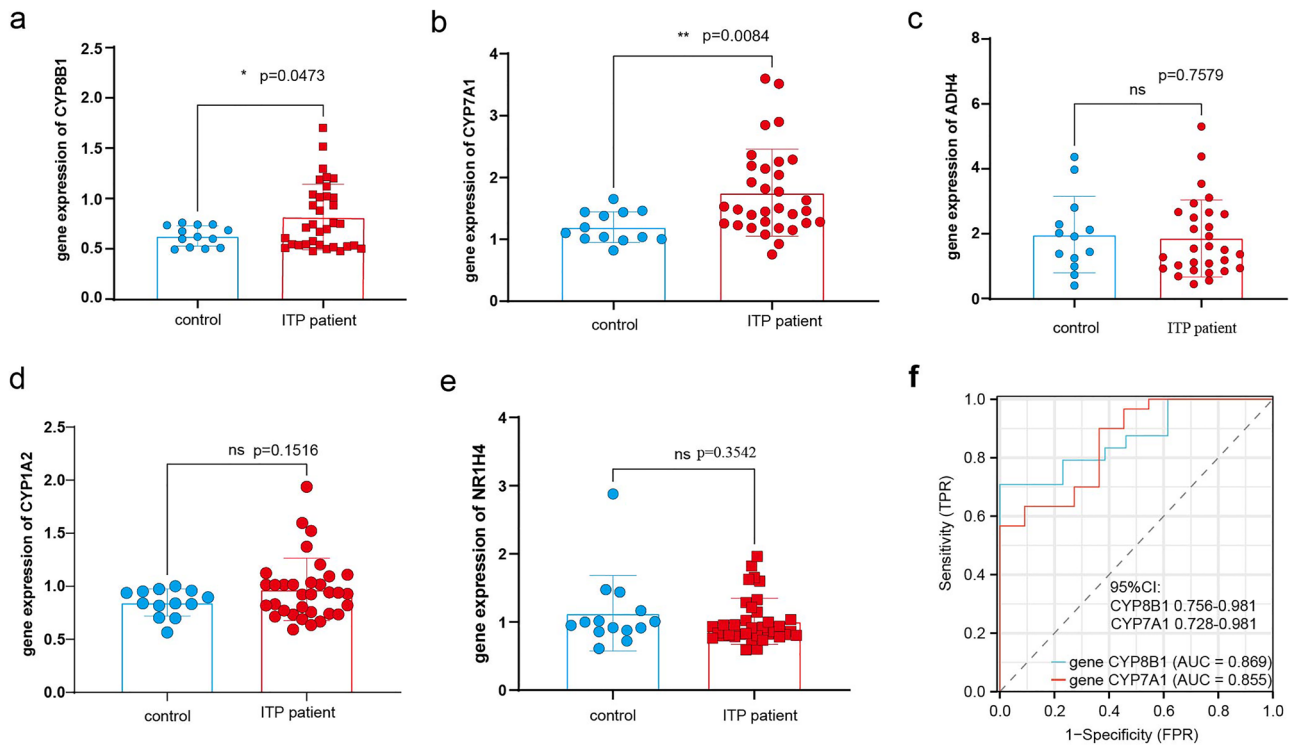 a
gene expression of CYP8B1
2.5
2.0
1.5
1.0
0.5
0.0
* p=0.0473
control
ITP patient
b
gene expression of CYP7A1
4
3
2
1
0
** p=0.0084
control
ITP patient
c
gene expression of ADH4
8
6
4
2
0
p=0.7579
ns
control
ITP patient
d
gene expression of CYP1A2
2.5
2.0
1.5
1.0
0.5
0.0
ns p=0.1516
control
ITP patient
e
gene expression of NR1H4
4
3
2
1
0
ns p=0.3542
control
ITP patient
f
Sensitivity (TPR)
1.0
0.8
0.6
0.4
0.2
0.0
95%CI:
CYP8B1 0.756-0.981
CYP7A1 0.728-0.981
gene CYP8B1 (AUC = 0.869)
gene CYP7A1 (AUC = 0.855)
0.0 0.2 0.4 0.6 0.8 1.0
1−Specificity (FPR)